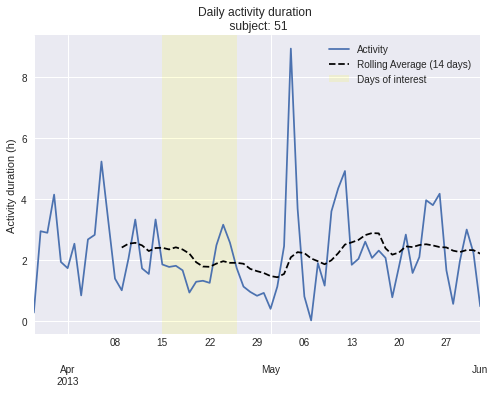 Daily activity duration
subject: 51
Activity
Rolling Average (14 days)
Days of interest
Activity duration (h)
8
6
4
2
0
08
15
22
29
06
13
20
27
Apr
2013
May
Jun